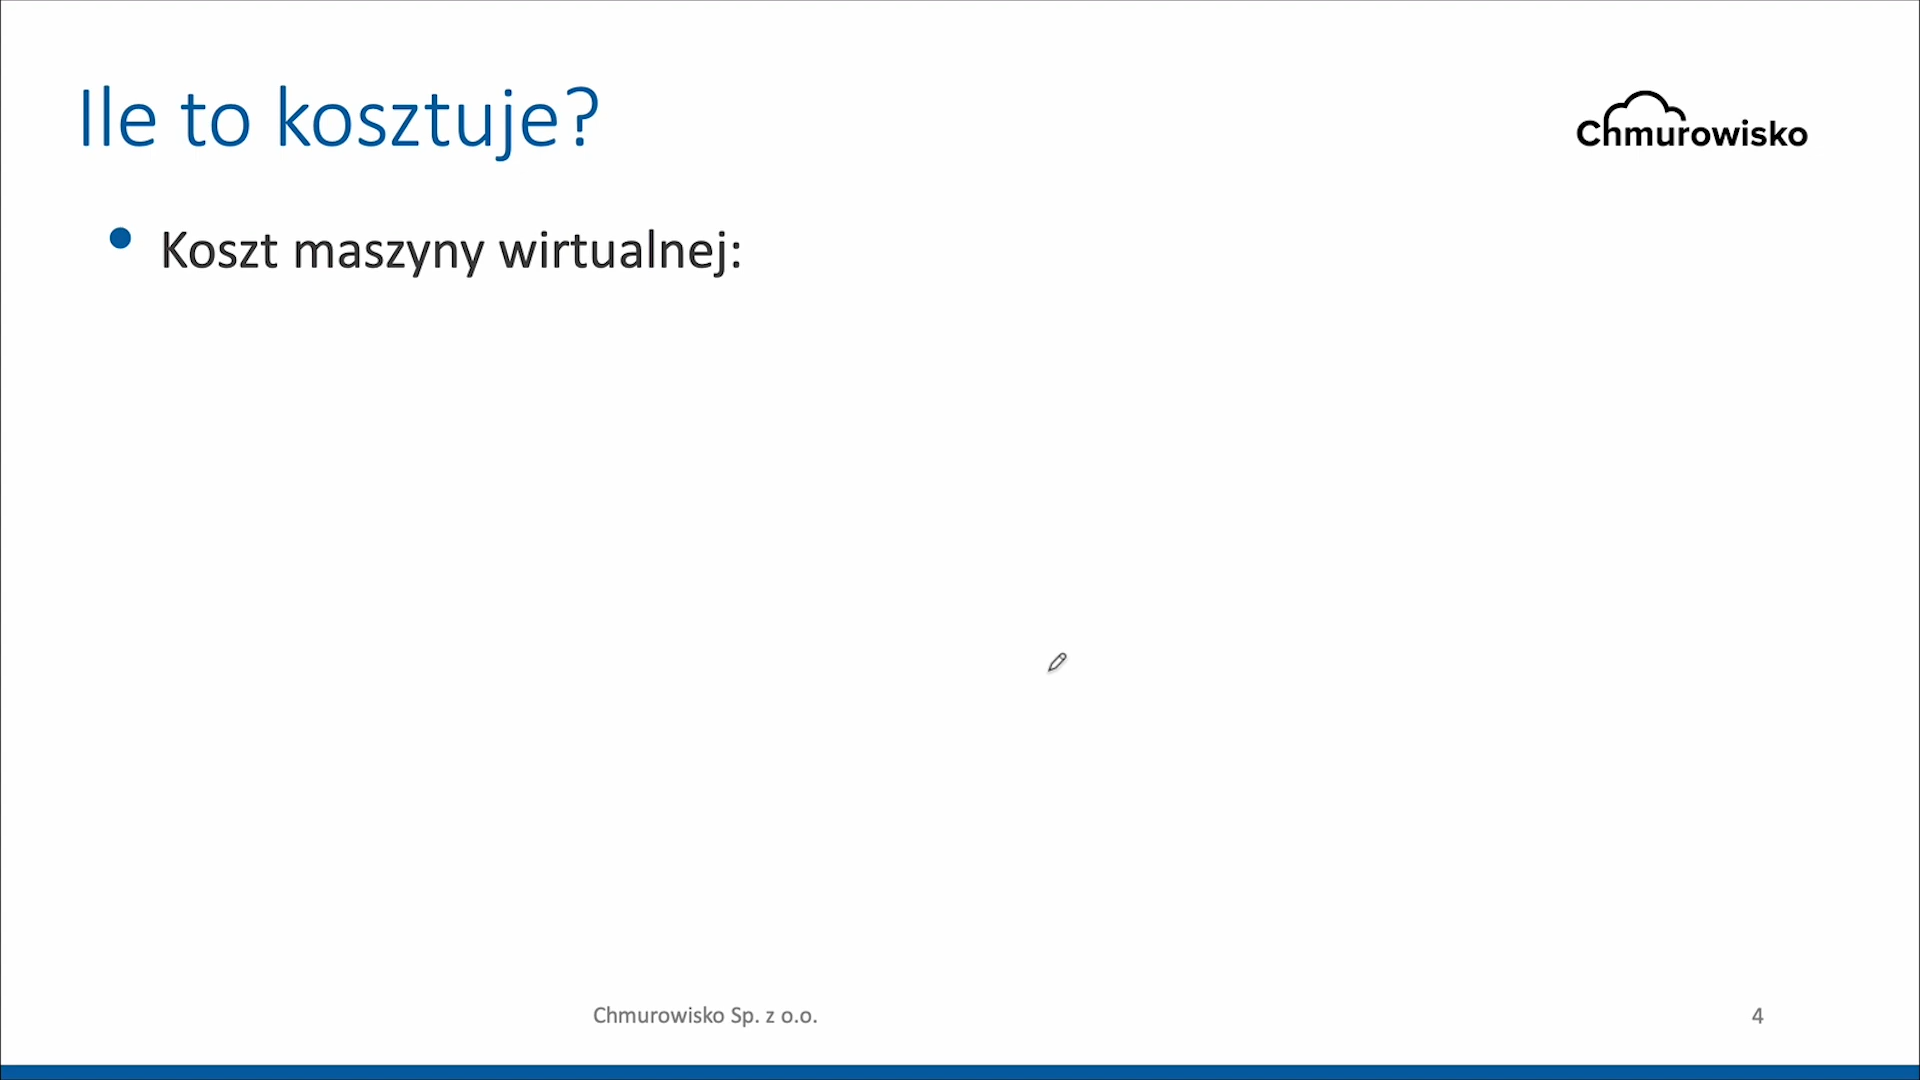 Ile to kosztuje?
Chmurowisko
Koszt maszyny wirtualnej:
Chmurowisko Sp. z o.o.
4